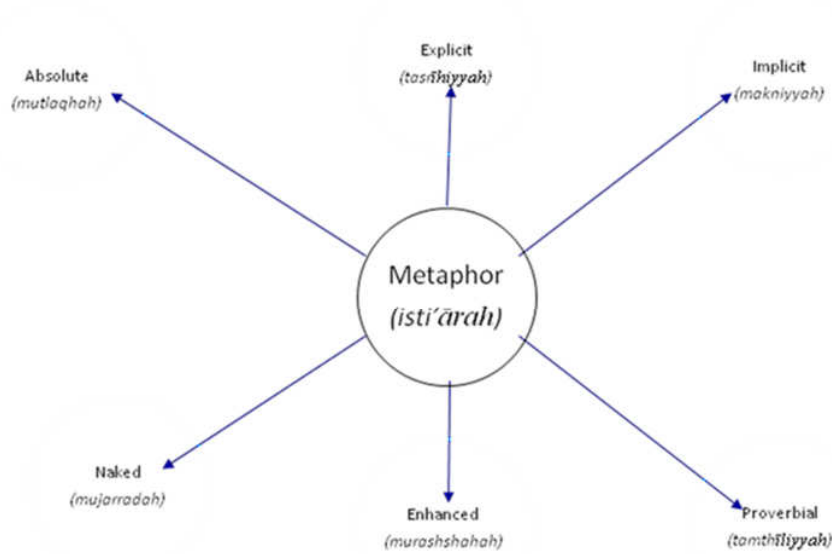 Absolute
(mutlaqhah)
Explicit
(tasrīhiyyah)
Implicit
(makniyyah)
Metaphor
(isti´ārah)
Naked
(mujarradah)
Enhanced
(murashshahah)
Proverbial
(tamthīliyyah)